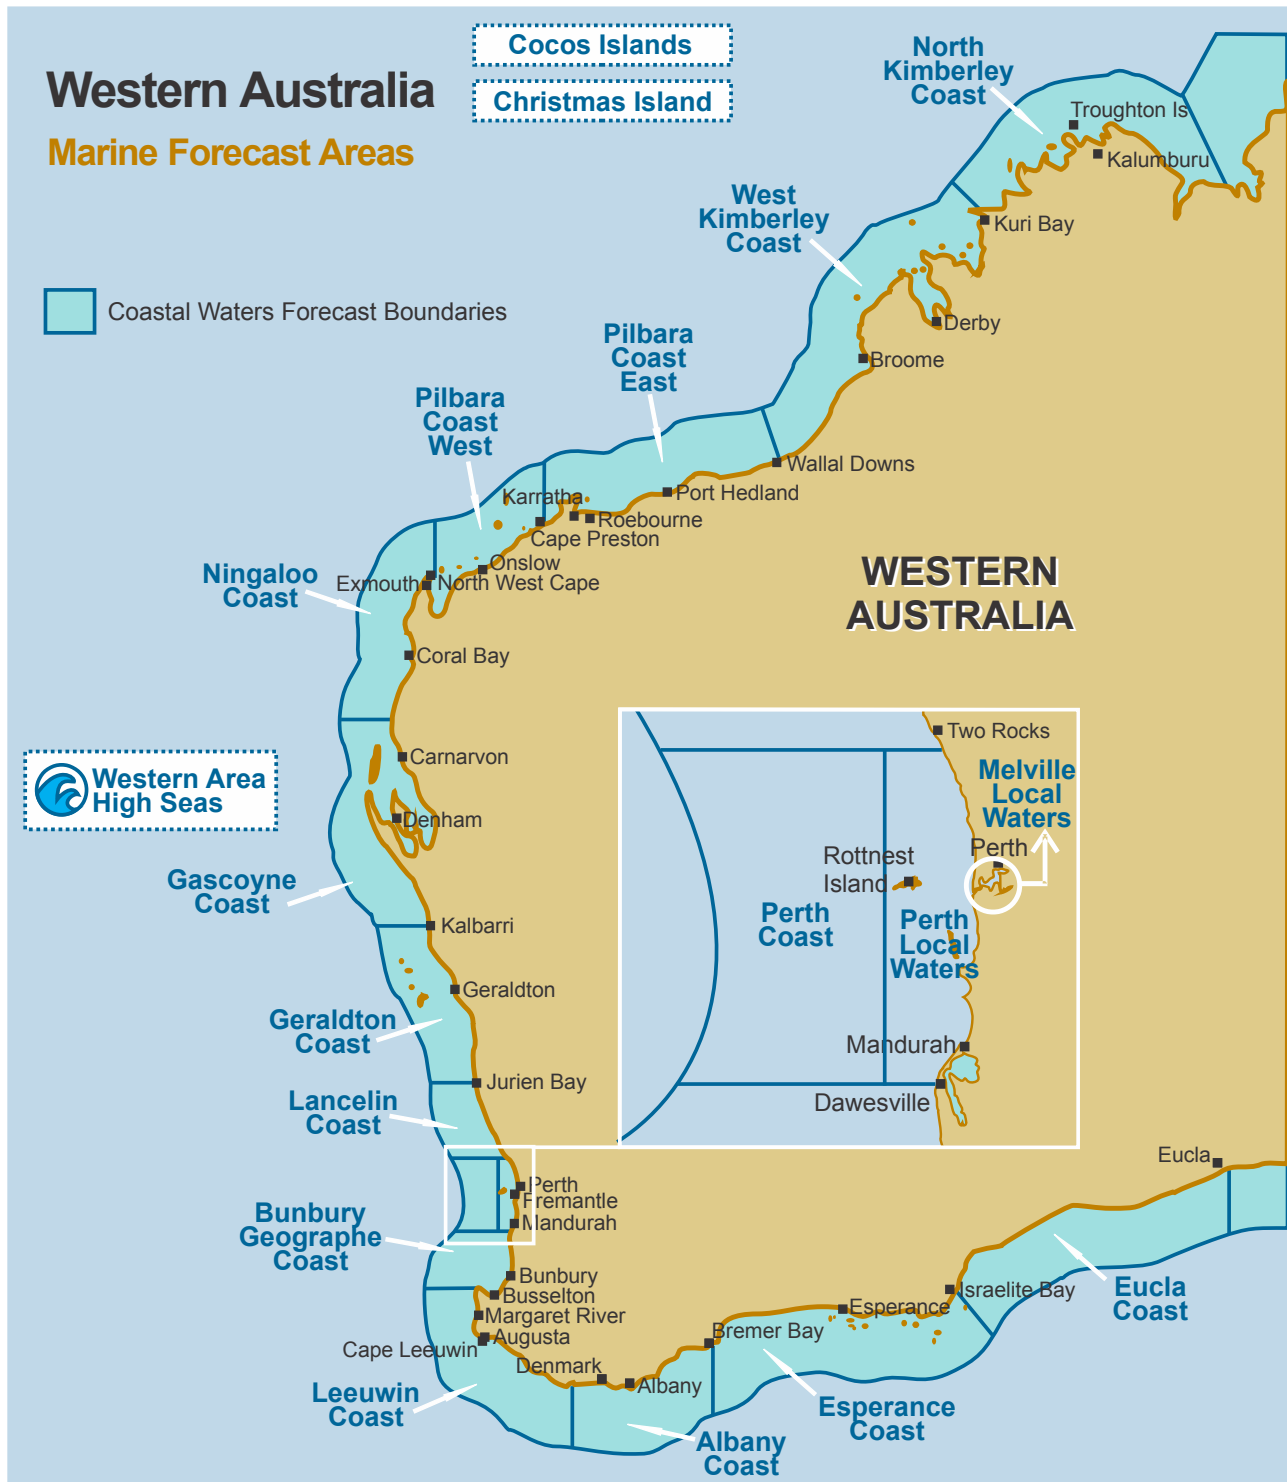 Western Australia
Marine Forecast Areas
Cocos Islands
Christmas Island
Coastal Waters Forecast Boundaries
North
Kimberley
Coast
Troughton Is
Kalumburu
West
Kimberley
Coast
Kuri Bay
Derby
Broome
Pilbara
Coast
East
Pilbara
Coast
West
Wallal Downs
Port Hedland
Karratha
Roebourne
Cape Preston
Onslow
Exmouth
North West Cape
Ningaloo
Coast
Coral Bay
WESTERN
AUSTRALIA
Western Area
High Seas
Carnarvon
Denham
Gascoyne
Coast
Kalbarri
Geraldton
Geraldton
Coast
Jurien Bay
Lancelin
Coast
Two Rocks
Melville
Local
Waters
Perth
Rottnest
Island
Perth
Coast
Perth
Local
Waters
Mandurah
Dawesville
Perth
Fremantle
Mandurah
Bunbury
Geographe
Coast
Bunbury
Busselton
Margaret River
Augusta
Cape Leeuwin
Leeuwin
Coast
Denmark
Albany
Albany
Coast
Bremer Bay
Esperance
Esperance
Coast
Israelite Bay
Eucla
Eucla
Coast